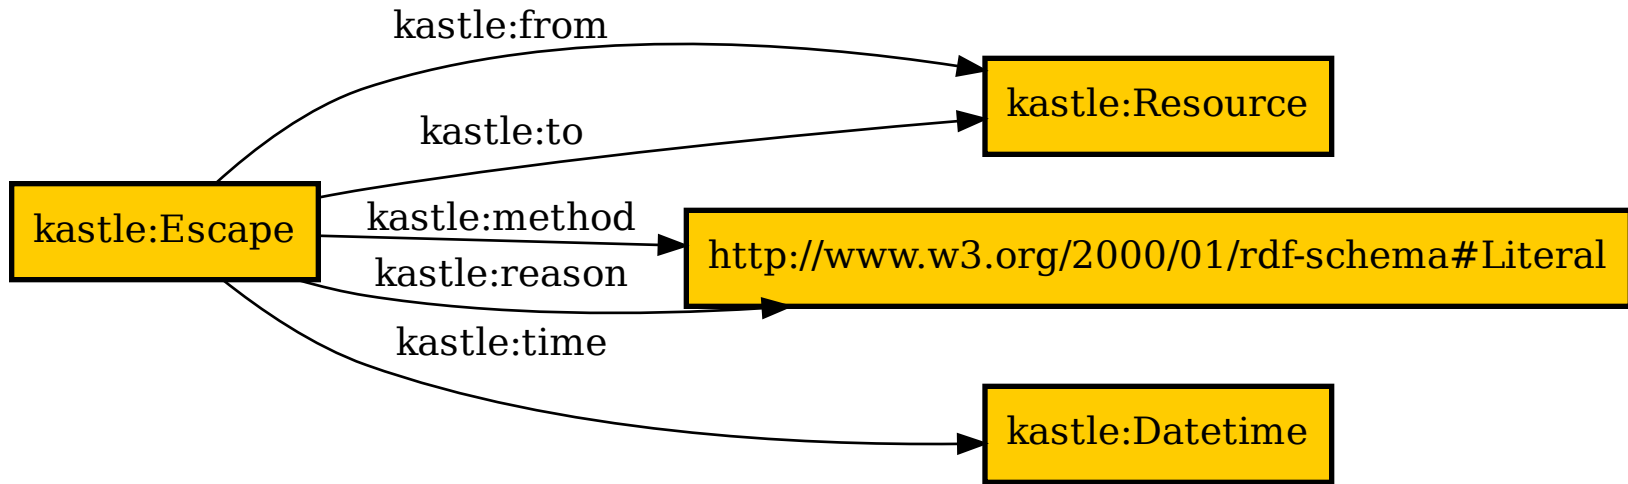 kastle:from
kastle:Resource
kastle:to
kastle:Escape
kastle:method
http://www.w3.org/2000/01/rdf-schema#Literal
kastle:reason
kastle:time
kastle:Datetime